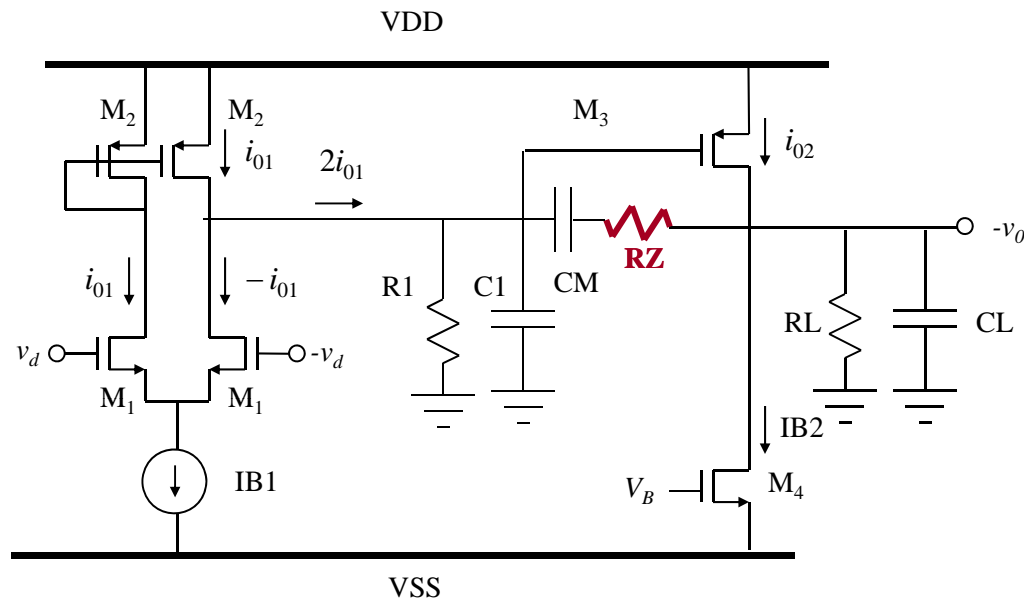 VDD
M2 M2 M3
i01 i02
2i01
-v0
RZ
i01 -i01 R1 C1 CM
RL CL
vd -vd
M1 M1
IB2
IB1 VB M4
VSS